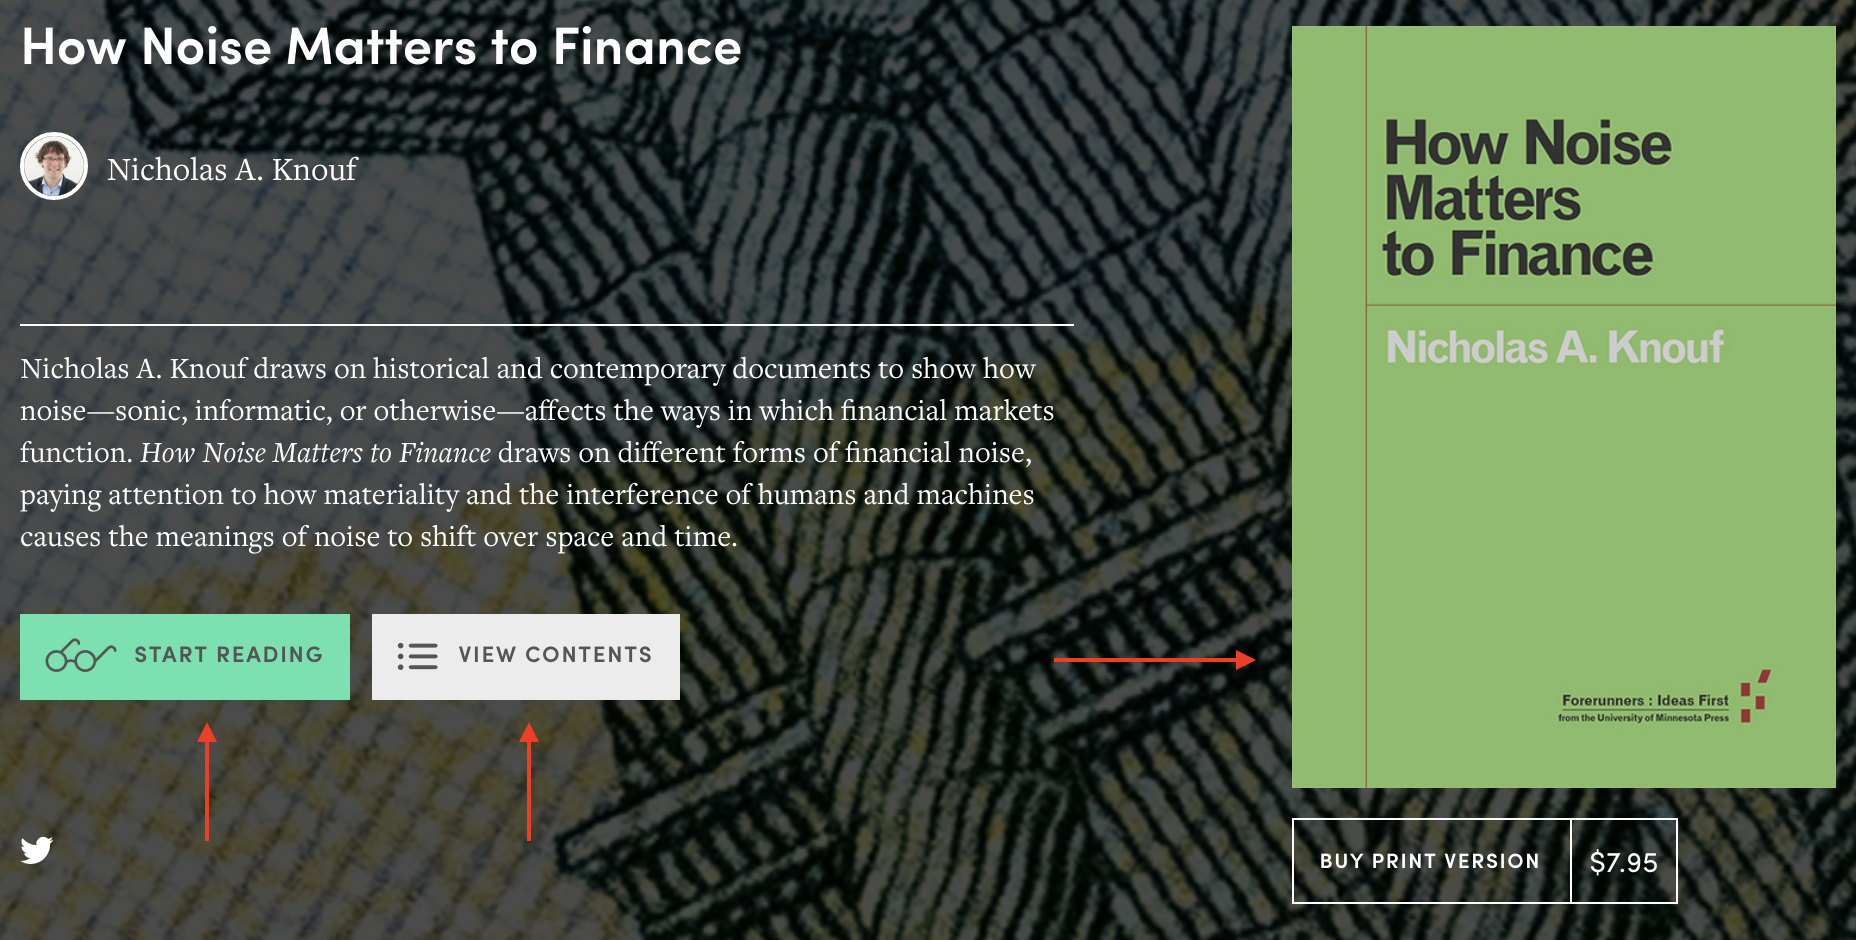 How Noise Matters to Finance
Nicholas A. Knouf
Nicholas A. Knouf draws on historical and contemporary documents to show how
noise—sonic, informatic, or otherwise—affects the ways in which financial markets
function. How Noise Matters to Finance draws on different forms of financial noise,
paying attention to how materiality and the interference of humans and machines
causes the meanings of noise to shift over space and time.
START READING
VIEW CONTENTS
How Noise
Matters
to Finance
Nicholas A. Knouf
Forerunners : Ideas First
from the University of Minnesota Press
BUY PRINT VERSION
$7.95